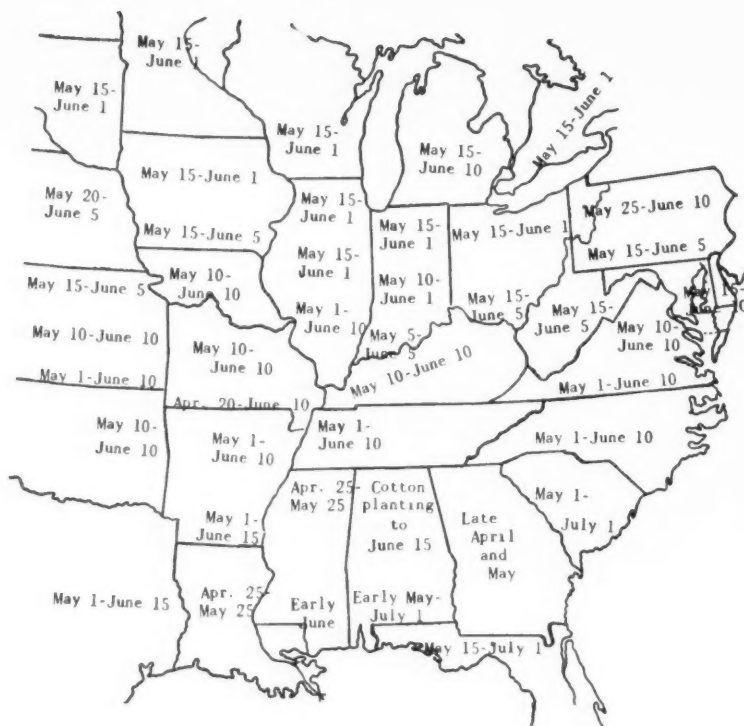 May 15-
June 1
May 15-
June 1
May 15-
June 1
May 15-
June 10
May 15-June 1
May 15-June 1
May 20-
June 5
May 15-June 5
May 15-
June 1
May 15-
June 1
May 15-June 1
May 25-June 10
May 15-June 5
May 10-
June 10
May 15-
June 1
May 10-
June 1
May 15-June 5
May 1-
June 10
May 5-
June 5
May 15-
June 5
May 15-
June 5
May 10-
June 10
May 10-June 10
May 10-
June 10
May 10-June 10
May 1-June 10
Apr. 20-June 10
May 1-June 10
May 10-
June 10
May 1-
June 10
May 1-
June 10
May 1-June 10
Apr. 25-
May 25
Cotton
planting
to
June 15
Late
April
and
May
May 1-
July 1
May 1-
June 15
May 1-June 15
Apr. 25-
May 25
Early
June
Early May-
July 1
May 15-July 1